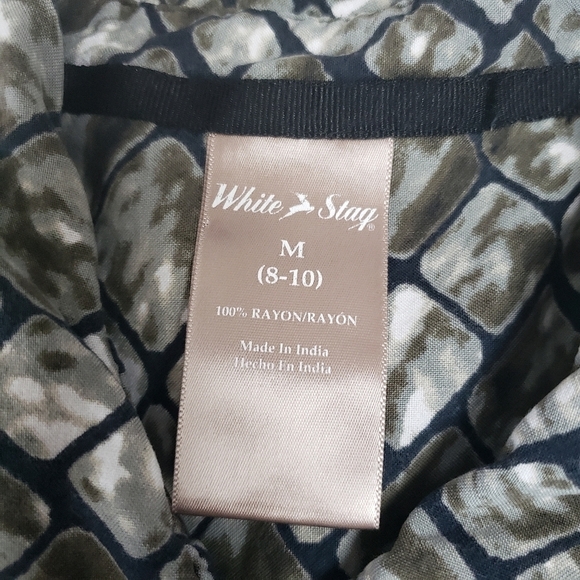 White Stag®
M
(8-10)
100% RAYON/RAYÓN
Made In India
Hecho En India